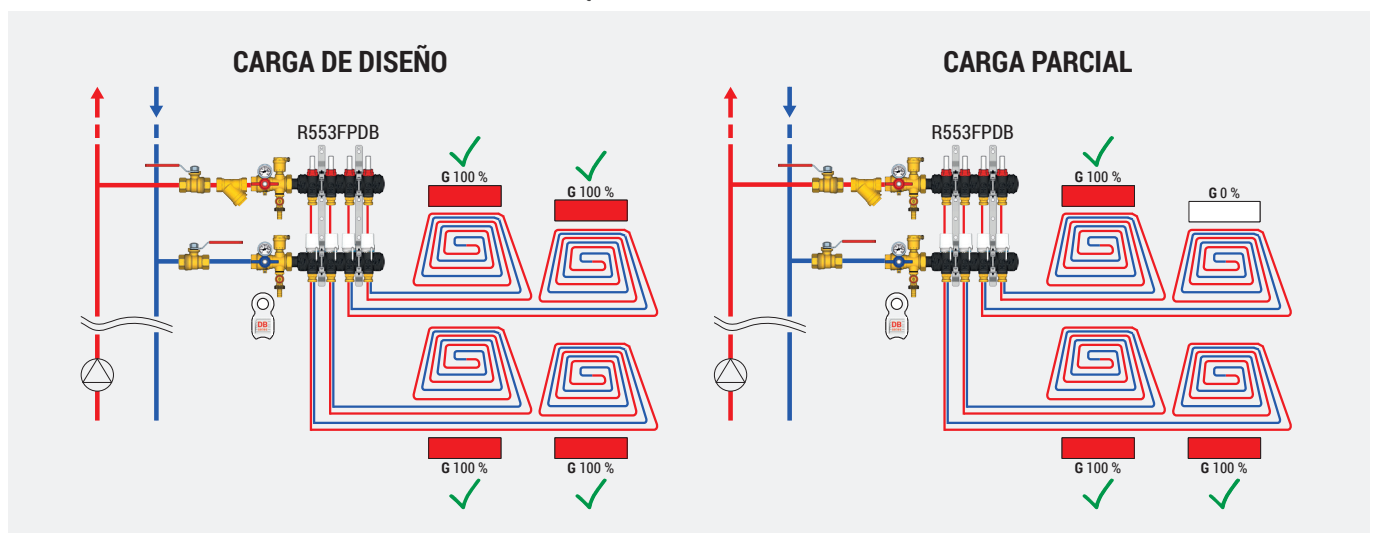 CARGA DE DISEÑO
R553FPDB
G 100 %
G 100 %
DB
G 100 %
G 100 %
CARGA PARCIAL
R553FPDB
G 100 %
G 0 %
DB
G 100 %
G 100 %